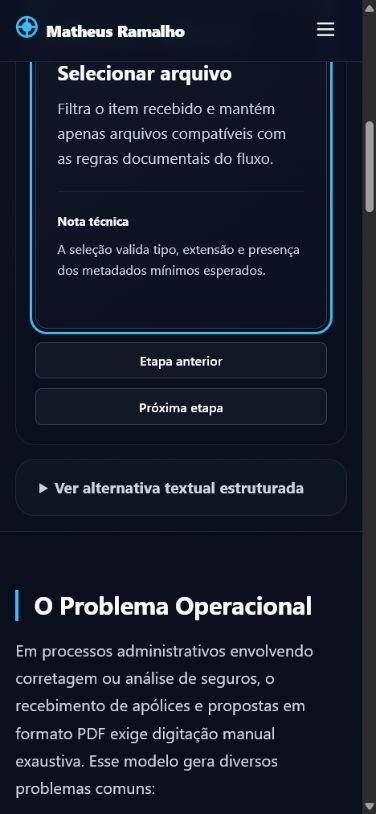 Matheus Ramalho
Selecionar arquivo
Filtra o item recebido e mantém
apenas arquivos compatíveis com
as regras documentais do fluxo.
Nota técnica
A seleção valida tipo, extensão e presença
dos metadados mínimos esperados.
Etapa anterior
Próxima etapa
Ver alternativa textual estruturada
O Problema Operacional
Em processos administrativos envolvendo
corretagem ou análise de seguros, o
recebimento de apólices e propostas em
formato PDF exige digitação manual
exaustiva. Esse modelo gera diversos
problemas comuns: